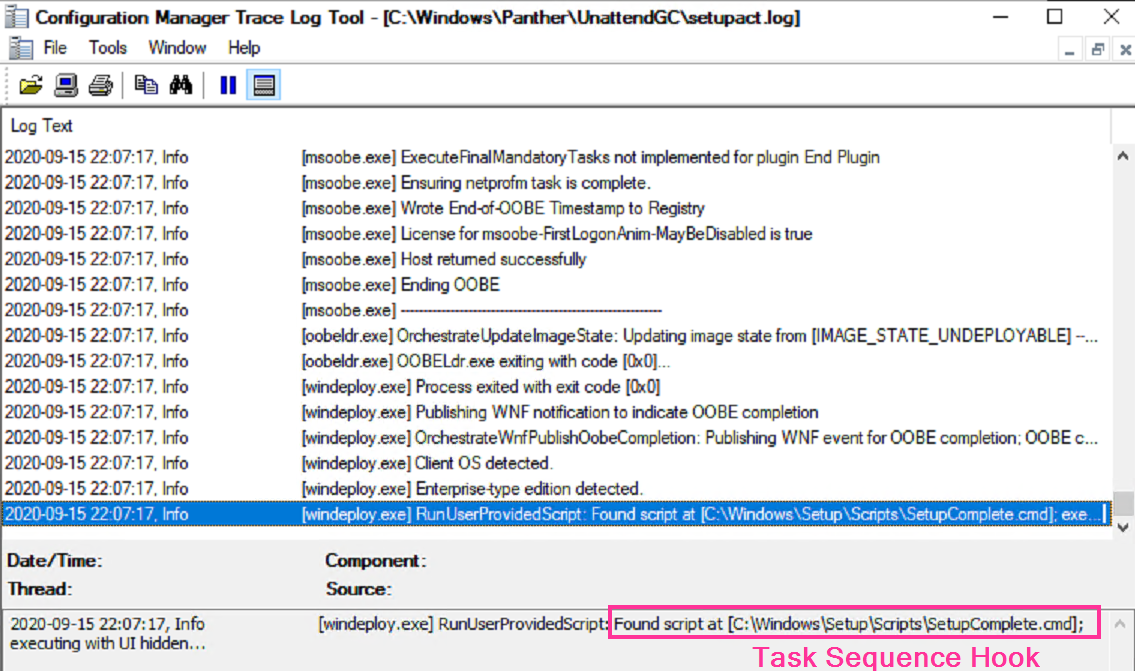 Configuration Manager Trace Log Tool - [C:\Windows\Panther\UnattendGC\setupact.log]
File Tools Window Help
Log Text
2020-09-15 22:07:17, Info [msoobe.exe] ExecuteFinalMandatoryTasks not implemented for plugin End Plugin
2020-09-15 22:07:17, Info [msoobe.exe] Ensuring netprofm task is complete.
2020-09-15 22:07:17, Info [msoobe.exe] Wrote End-of-OOBE Timestamp to Registry
2020-09-15 22:07:17, Info [msoobe.exe] License for msoobe-FirstLogonAnim-MayBeDisabled is true
2020-09-15 22:07:17, Info [msoobe.exe] Host returned successfully
2020-09-15 22:07:17, Info [msoobe.exe] Ending OOBE
2020-09-15 22:07:17, Info [msoobe.exe] ----------------------------------------------------------
2020-09-15 22:07:17, Info [oobeldr.exe] OrchestrateUpdateImageState: Updating image state from [IMAGE_STATE_UNDEPLOYABLE] --...
2020-09-15 22:07:17, Info [oobeldr.exe] OOBELdr.exe exiting with code [0x0]...
2020-09-15 22:07:17, Info [windeploy.exe] Process exited with exit code [0x0]
2020-09-15 22:07:17, Info [windeploy.exe] Publishing WNF notification to indicate OOBE completion
2020-09-15 22:07:17, Info [windeploy.exe] OrchestrateWnfPublishOobeCompletion: Publishing WNF event for OOBE completion; OOBE c...
2020-09-15 22:07:17, Info [windeploy.exe] Client OS detected.
2020-09-15 22:07:17, Info [windeploy.exe] Enterprise-type edition detected.
2020-09-15 22:07:17, Info [windeploy.exe] RunUserProvidedScript: Found script at [C:\Windows\Setup\Scripts\SetupComplete.cmd]; exe...
Date/Time: Component:
Thread: Source:
2020-09-15 22:07:17, Info [windeploy.exe] RunUserProvidedScript: Found script at [C:\Windows\Setup\Scripts\SetupComplete.cmd];
executing with UI hidden...
Task Sequence Hook